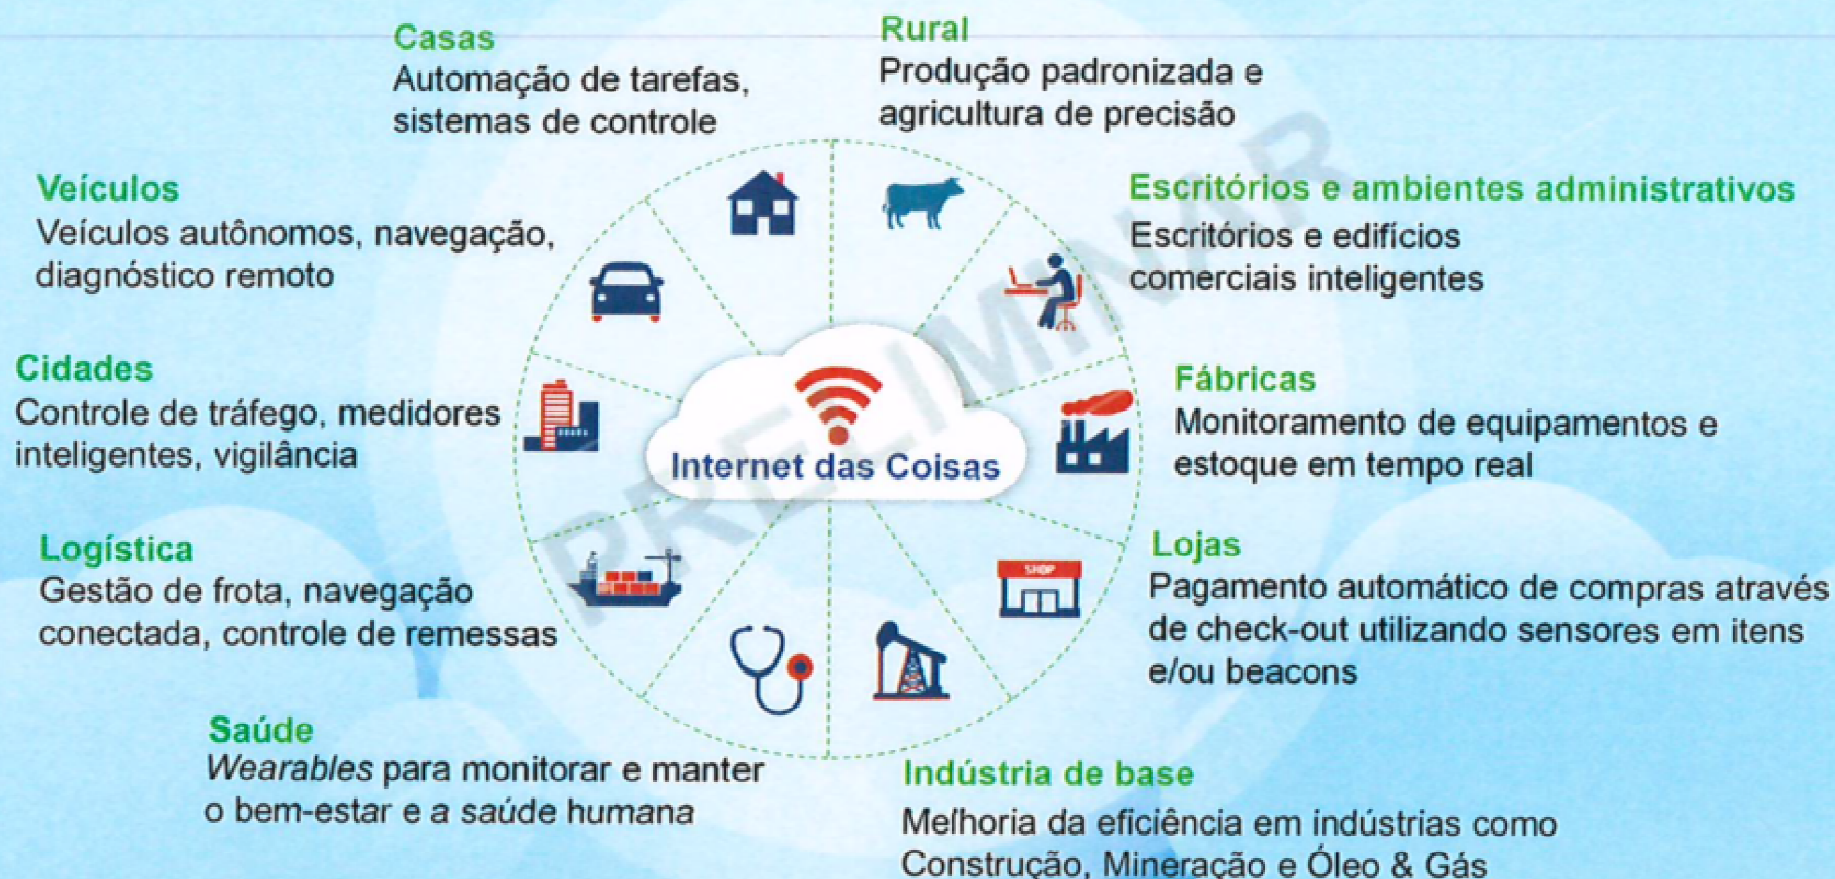 Casas
Automação de tarefas,
sistemas de controle
Rural
Produção padronizada e
agricultura de precisão
Veículos
Veículos autônomos, navegação,
diagnóstico remoto
Escritórios e ambientes administrativos
Escritórios e edifícios
comerciais inteligentes
Cidades
Controle de tráfego, medidores
inteligentes, vigilância
Internet das Coisas
PRELIMINAR
Fábricas
Monitoramento de equipamentos e
estoque em tempo real
Logística
Gestão de frota, navegação
conectada, controle de remessas
SHOP
Lojas
Pagamento automático de compras através
de check-out utilizando sensores em itens
e/ou beacons
Saúde
Wearables para monitorar e manter
o bem-estar e a saúde humana
Indústria de base
Melhoria da eficiência em indústrias como
Construção, Mineração e Óleo & Gás